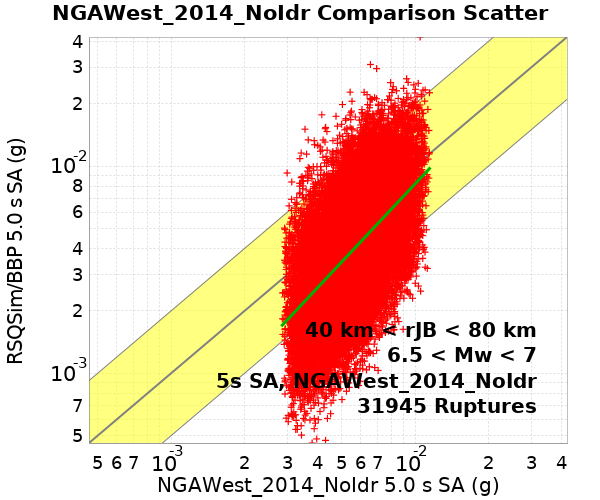 NGAWest_2014_NoIdr Comparison Scatter
4
3
2
10-2
8
6
4
3
2
10-3
7
5
RSQSim/BBP 5.0 s SA (g)
40 km < rJB < 80 km
6.5 < Mw < 7
5s SA, NGAWest_2014_NoIdr
31945 Ruptures
5 6 7 10-3 2 3 4 5 6 7 10-2 2 3 4
NGAWest_2014_NoIdr 5.0 s SA (g)